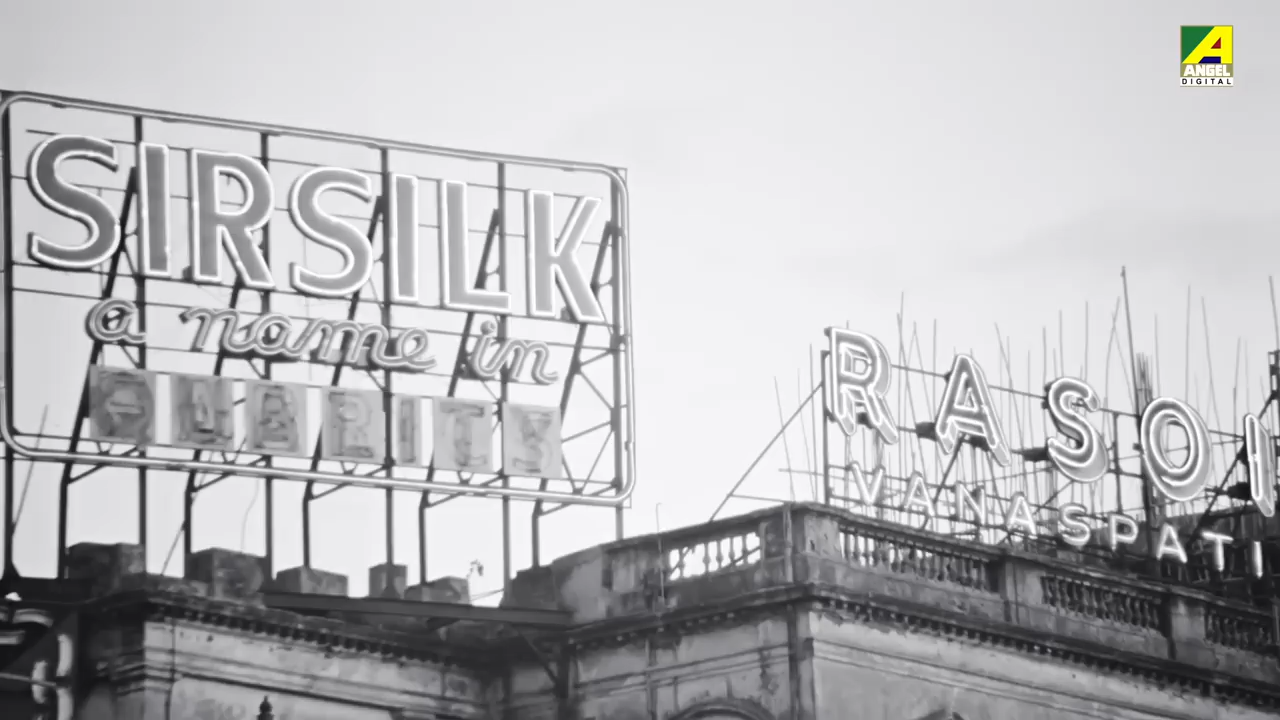 SIRSILK
a name in
RASOI
VANASPATI
ANGEL
DIGITAL